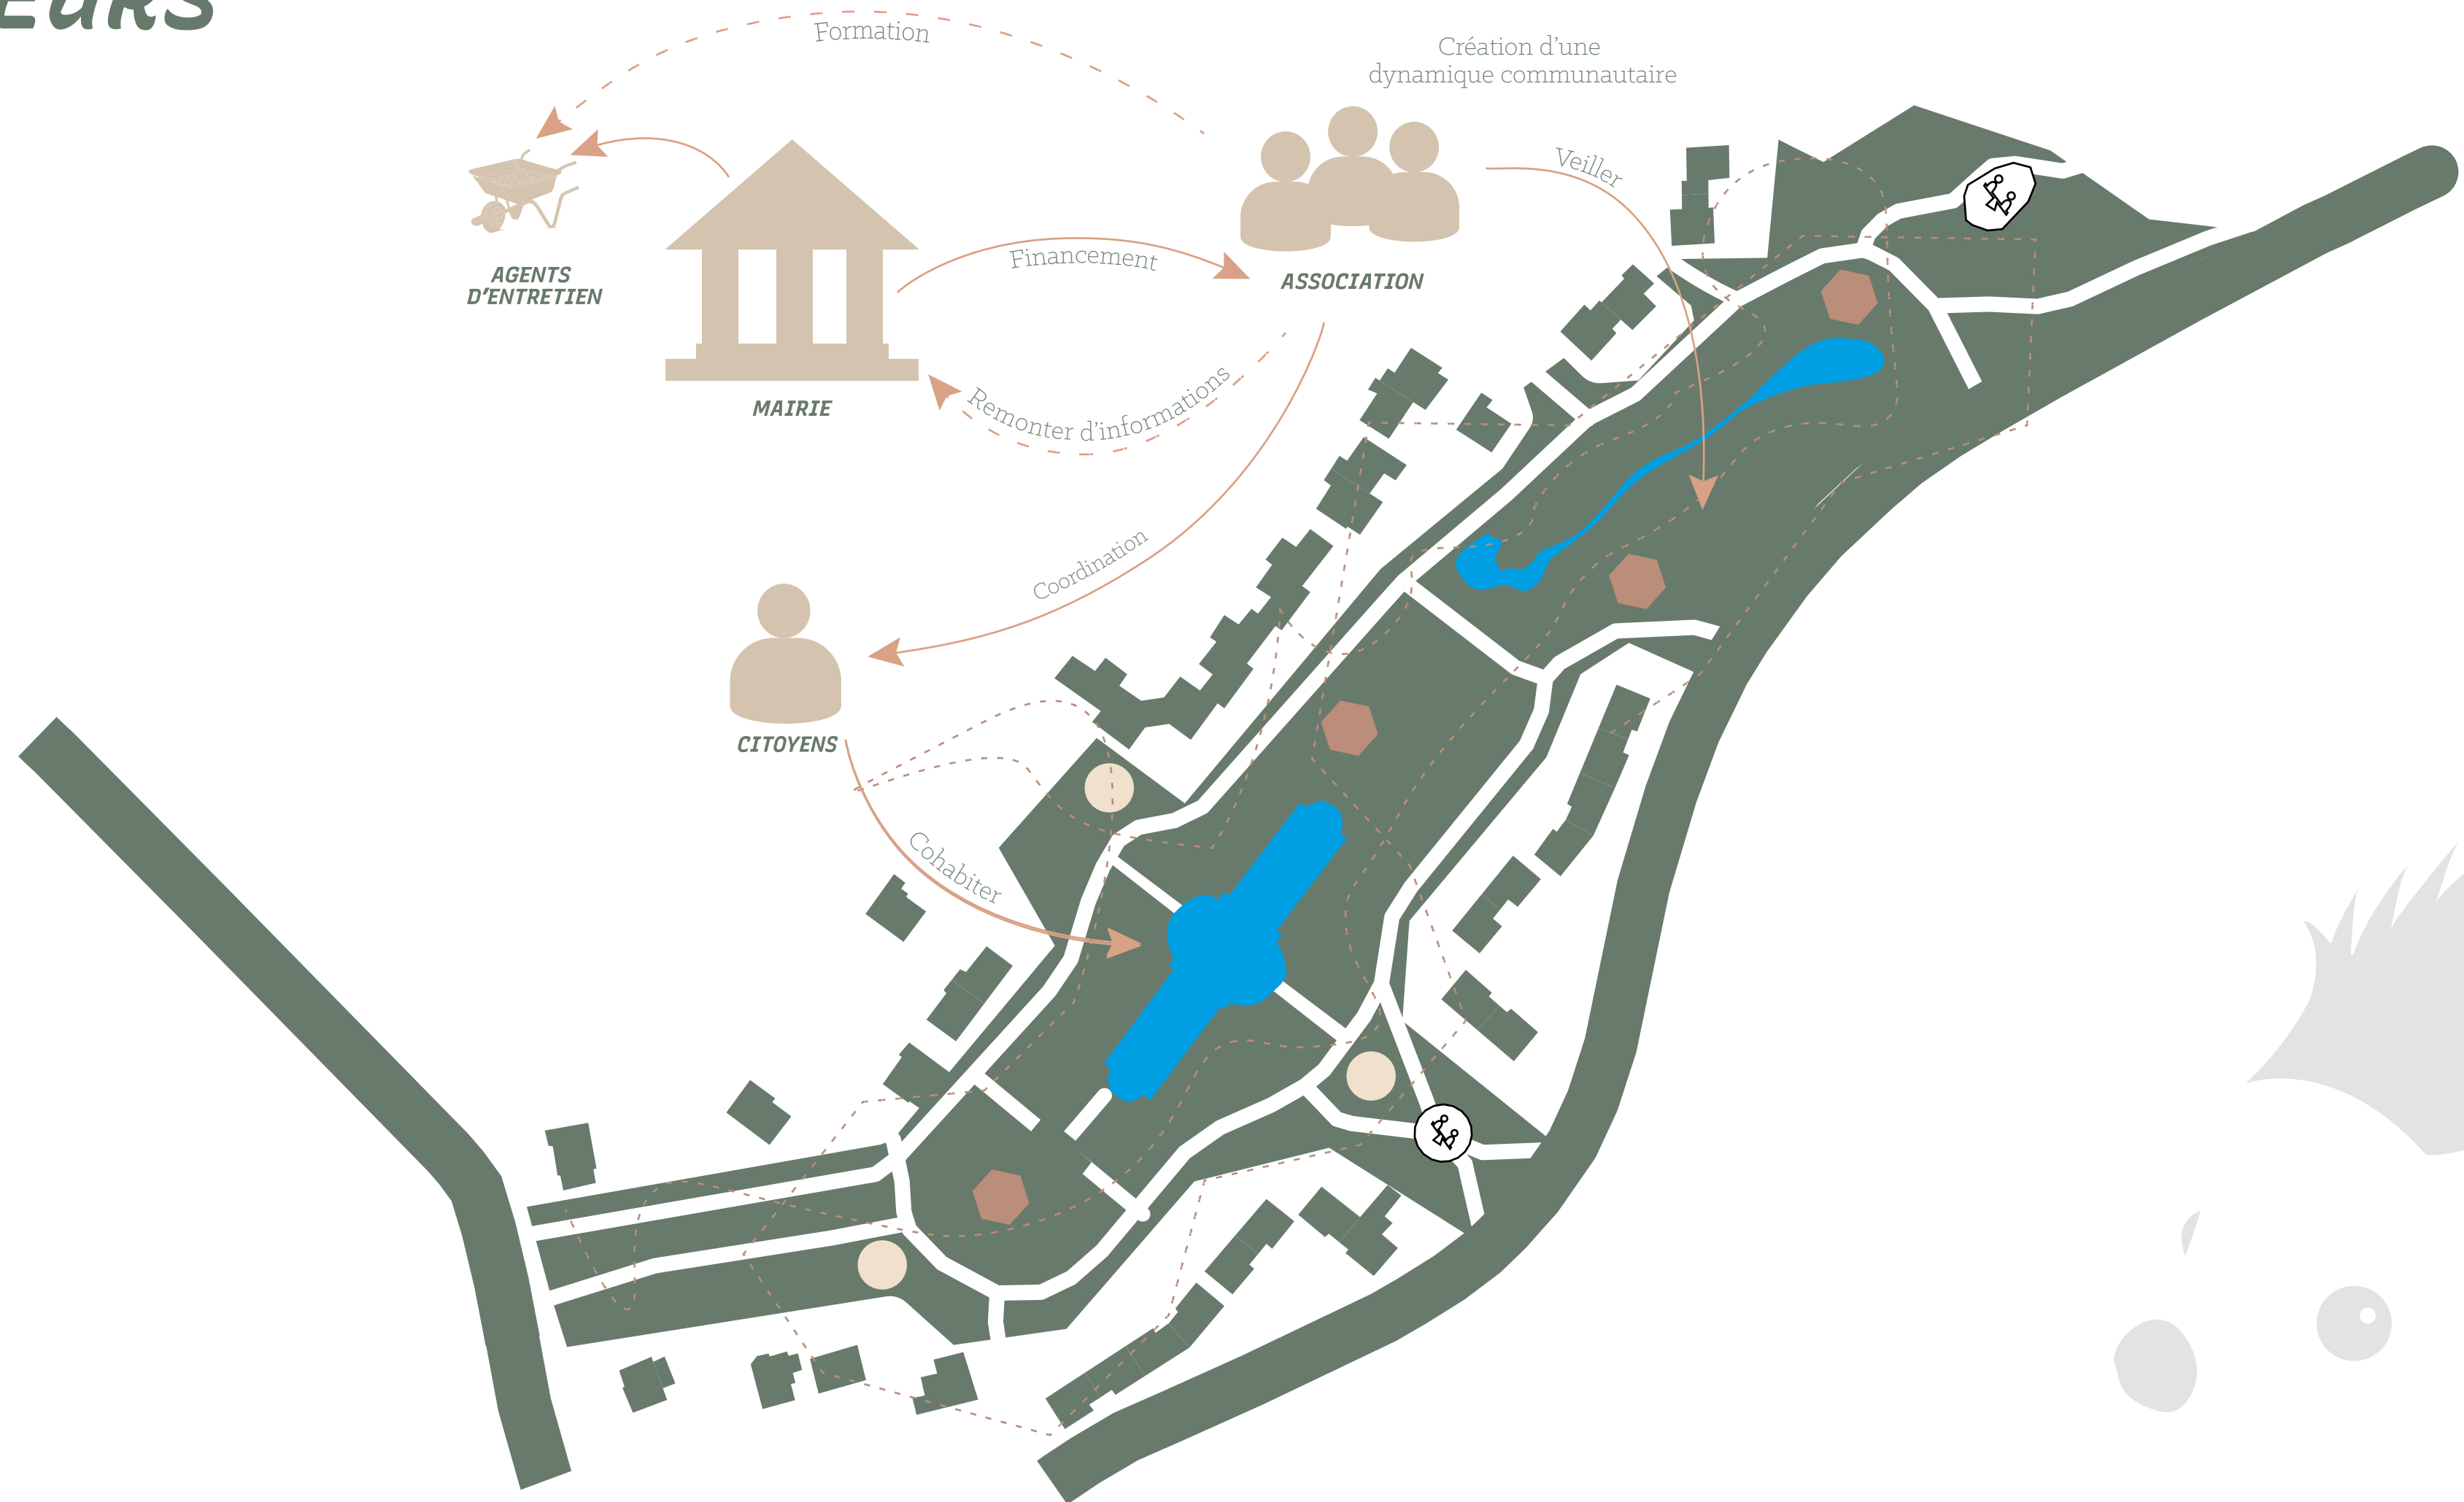 Formation
Création d’une
dynamique communautaire
Veiller
AGENTS
D’ENTRETIEN
Financement
ASSOCIATION
MAIRIE
Remonter d’informations
Coordination
CITOYENS
Cohabiter